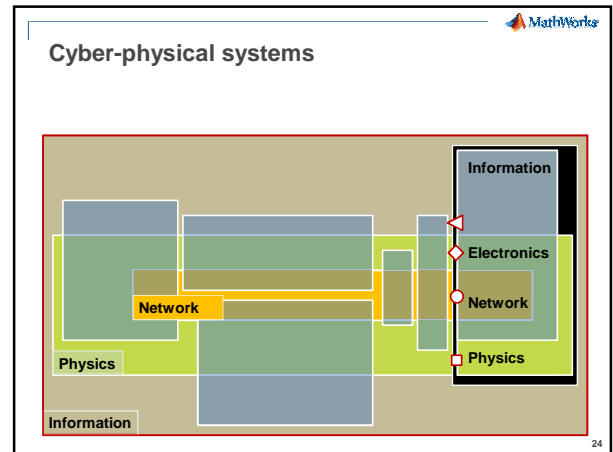 MathWorks
Cyber-physical systems
Information
Electronics
Network
Network
Physics
Physics
Information
24